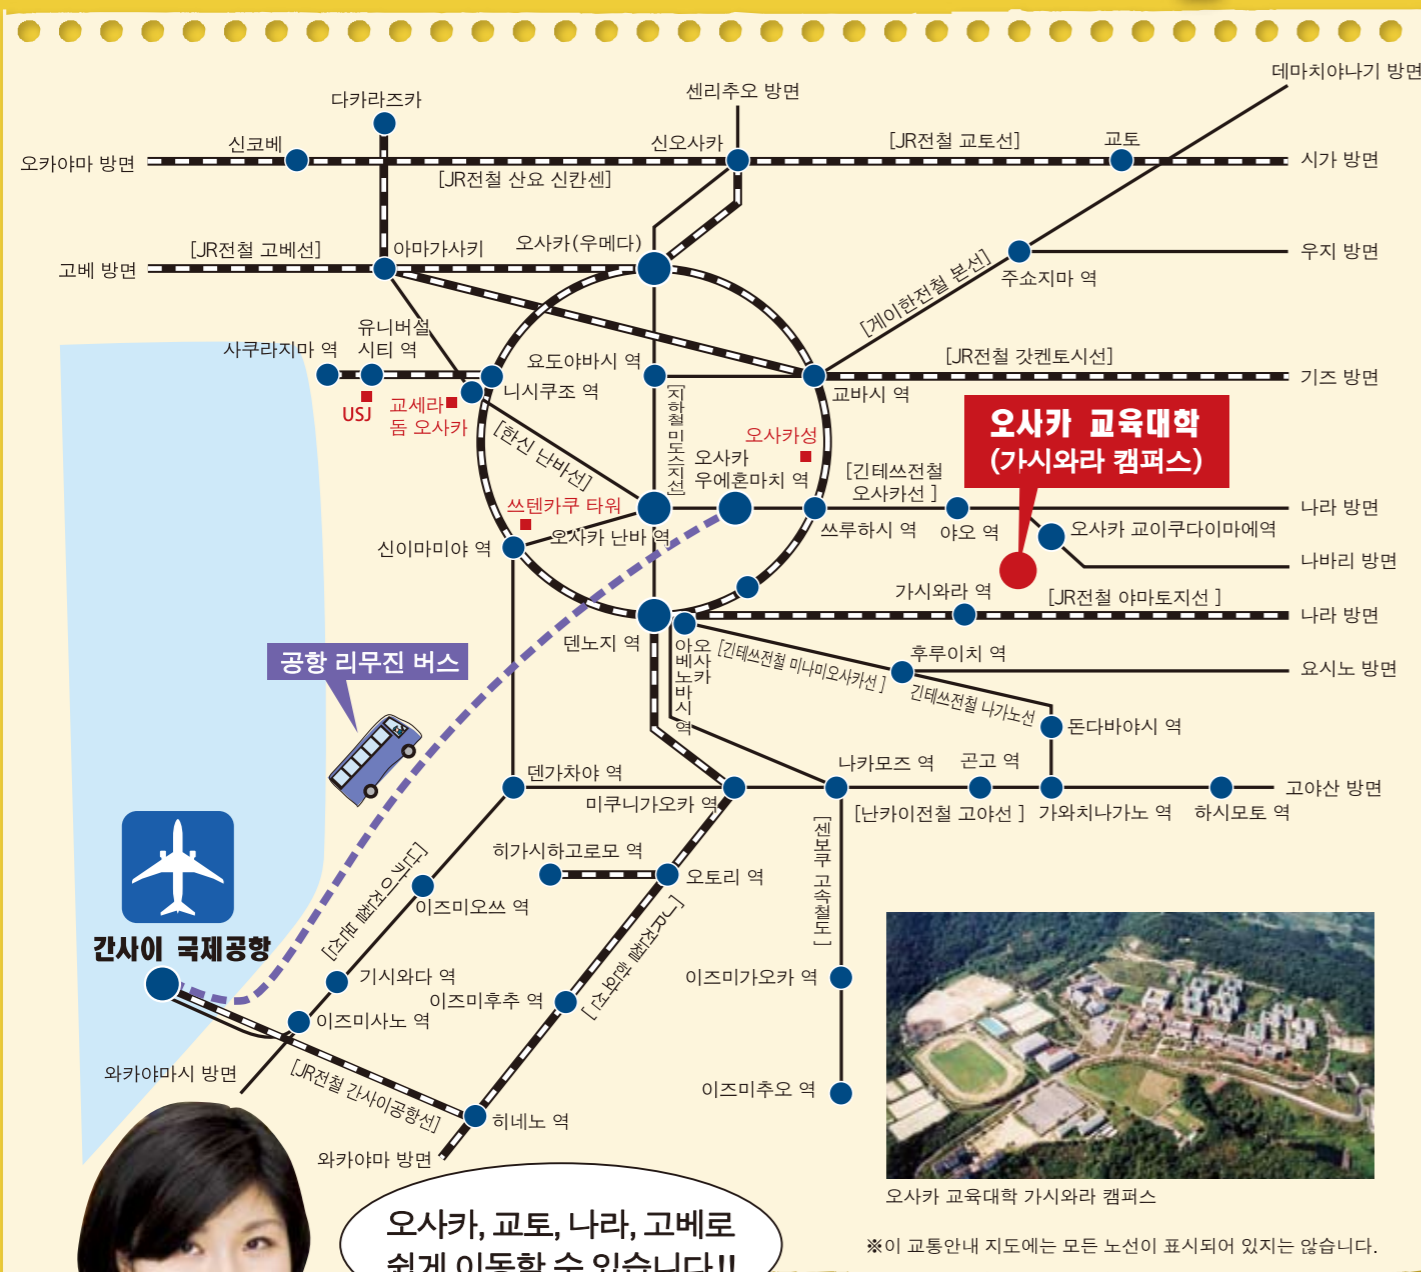 데마치야나기 방면
다카라즈카
센리추오 방면
신코베
신오사카
[JR전철 교토선]
교토
오카야마 방면
시가 방면
[JR전철 산요 신칸센]
[JR전철 고베선]
아마가사키
오사카(우메다)
고베 방면
우지 방면
주쇼지마 역
[게이한전철 본선]
유니버설
시티 역
사쿠라지마 역
요도야바시 역
[JR전철 갓켄토시선]
기즈 방면
니시쿠조 역
교바시 역
USJ
교세라
돔 오사카
[지하철 미도스지선]
오사카 교육대학
(가시와라 캠퍼스)
[한신 난바선]
오사카성
오사카
우에혼마치 역
[긴테쓰전철
오사카선 ]
쓰텐카쿠 타워
나라 방면
오사카 난바 역
쓰루하시 역
야오 역
오사카 교이쿠다이마에역
신이마미야 역
나바리 방면
가시와라 역
[JR전철 야마토지선 ]
나라 방면
덴노지 역
오사카
아베노바시 역
[긴테쓰전철 미나미오사카선 ]
후루이치 역
요시노 방면
공항 리무진 버스
긴테쓰전철 나가노선
돈다바야시 역
덴가차야 역
나카모즈 역
곤고 역
미쿠니가오카 역
고야산 방면
[난카이전철 고야선 ]
가와치나가노 역
하시모토 역
[센보쿠 고속철도 ]
히가시하고로모 역
오토리 역
[난카이전철 본선]
이즈미오쓰 역
[JR전철 한와선 ]
간사이 국제공항
기시와다 역
이즈미후추 역
이즈미가오카 역
이즈미사노 역
와카야마시 방면
[JR전철 간사이공항선]
이즈미추오 역
히네노 역
와카야마 방면
오사카 교육대학 가시와라 캠퍼스
오사카, 교토, 나라, 고베로
쉽게 이동할 수 있습니다!!
※이 교통안내 지도에는 모든 노선이 표시되어 있지는 않습니다.